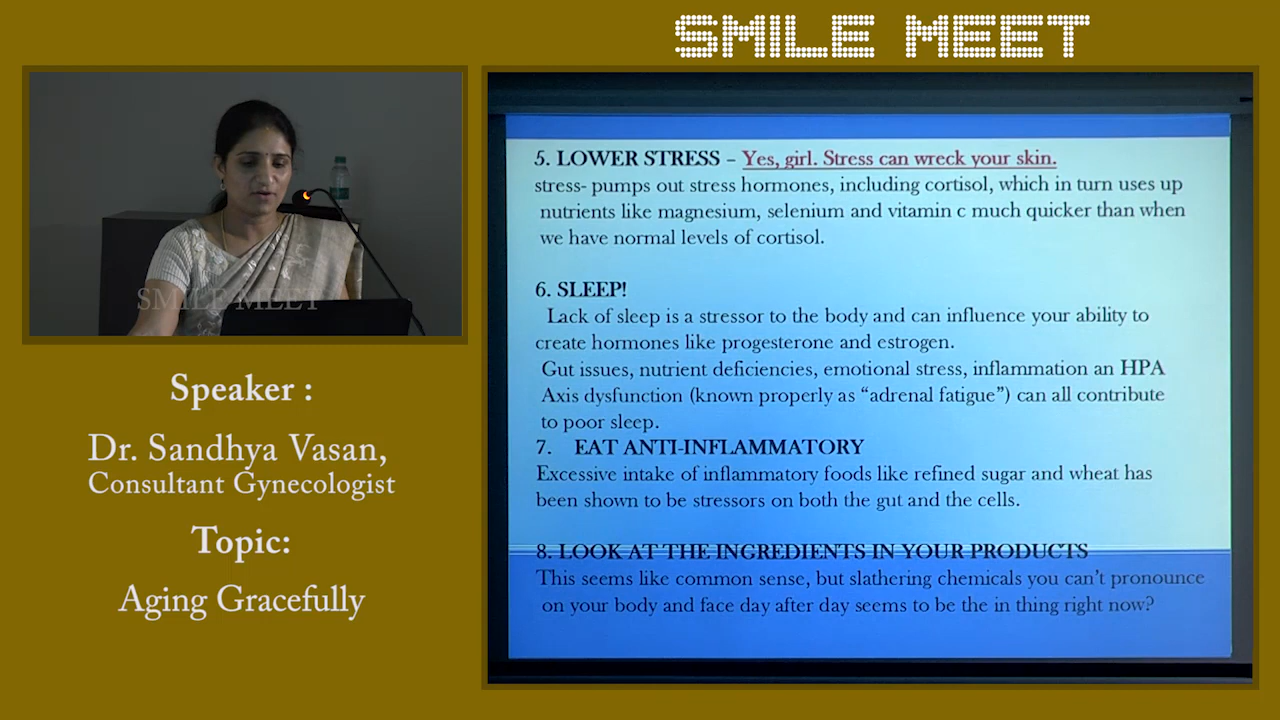 SMILE MEET
SMILE MEET
Speaker :
Dr. Sandhya Vasan,
Consultant Gynecologist
Topic:
Aging Gracefully
5. LOWER STRESS – Yes, girl. Stress can wreck your skin.
stress- pumps out stress hormones, including cortisol, which in turn uses up
nutrients like magnesium, selenium and vitamin c much quicker than when
we have normal levels of cortisol.
6. SLEEP!
Lack of sleep is a stressor to the body and can influence your ability to
create hormones like progesterone and estrogen.
Gut issues, nutrient deficiencies, emotional stress, inflammation an HPA
Axis dysfunction (known properly as “adrenal fatigue”) can all contribute
to poor sleep.
7. EAT ANTI-INFLAMMATORY
Excessive intake of inflammatory foods like refined sugar and wheat has
been shown to be stressors on both the gut and the cells.
8. LOOK AT THE INGREDIENTS IN YOUR PRODUCTS
This seems like common sense, but slathering chemicals you can’t pronounce
on your body and face day after day seems to be the in thing right now?